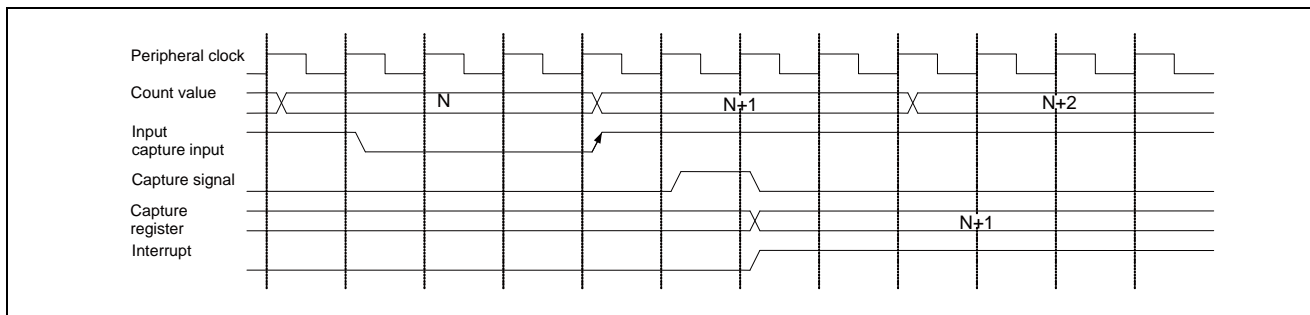 Peripheral clock
Count value
N
N+1
N+2
Input
capture input
Capture signal
Capture
register
N+1
Interrupt